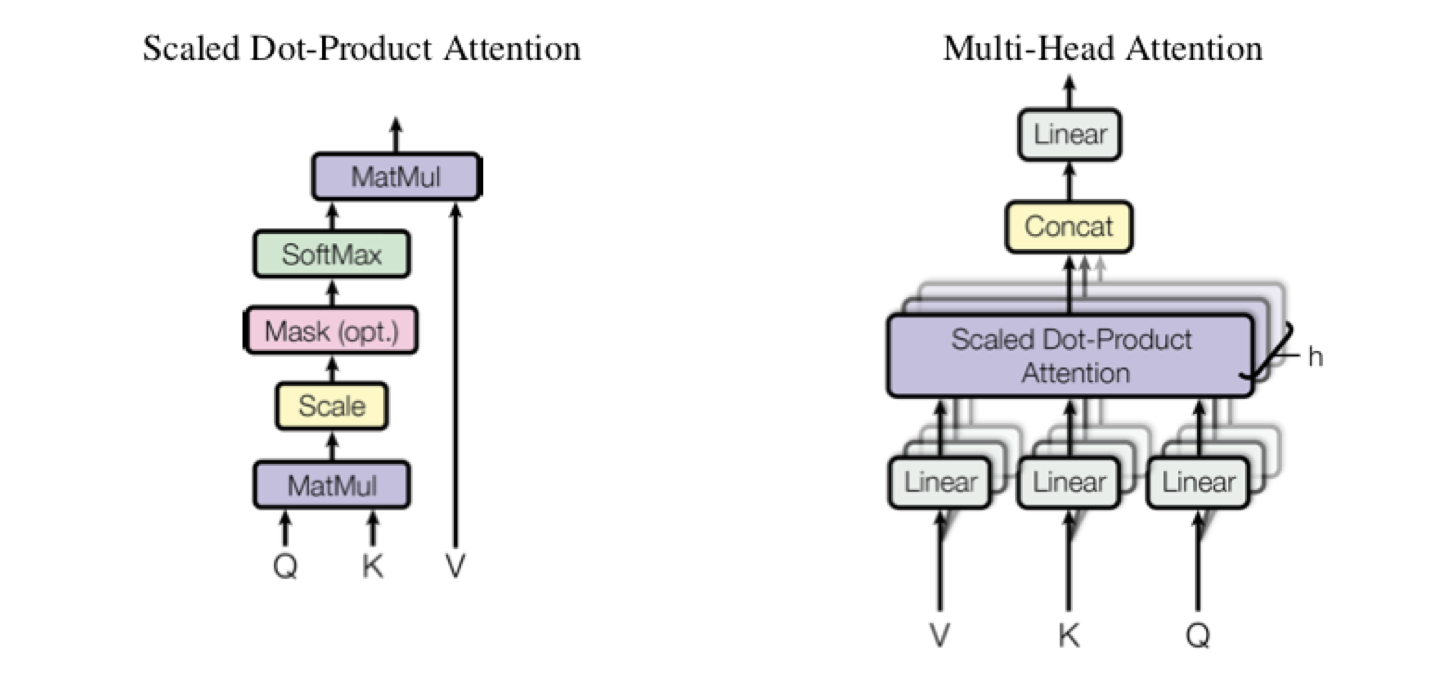 Scaled Dot-Product Attention
MatMul
SoftMax
Mask (opt.)
Scale
MatMul
Q K V
Multi-Head Attention
Linear
Concat
Scaled Dot-Product
Attention
h
Linear Linear Linear
V K Q